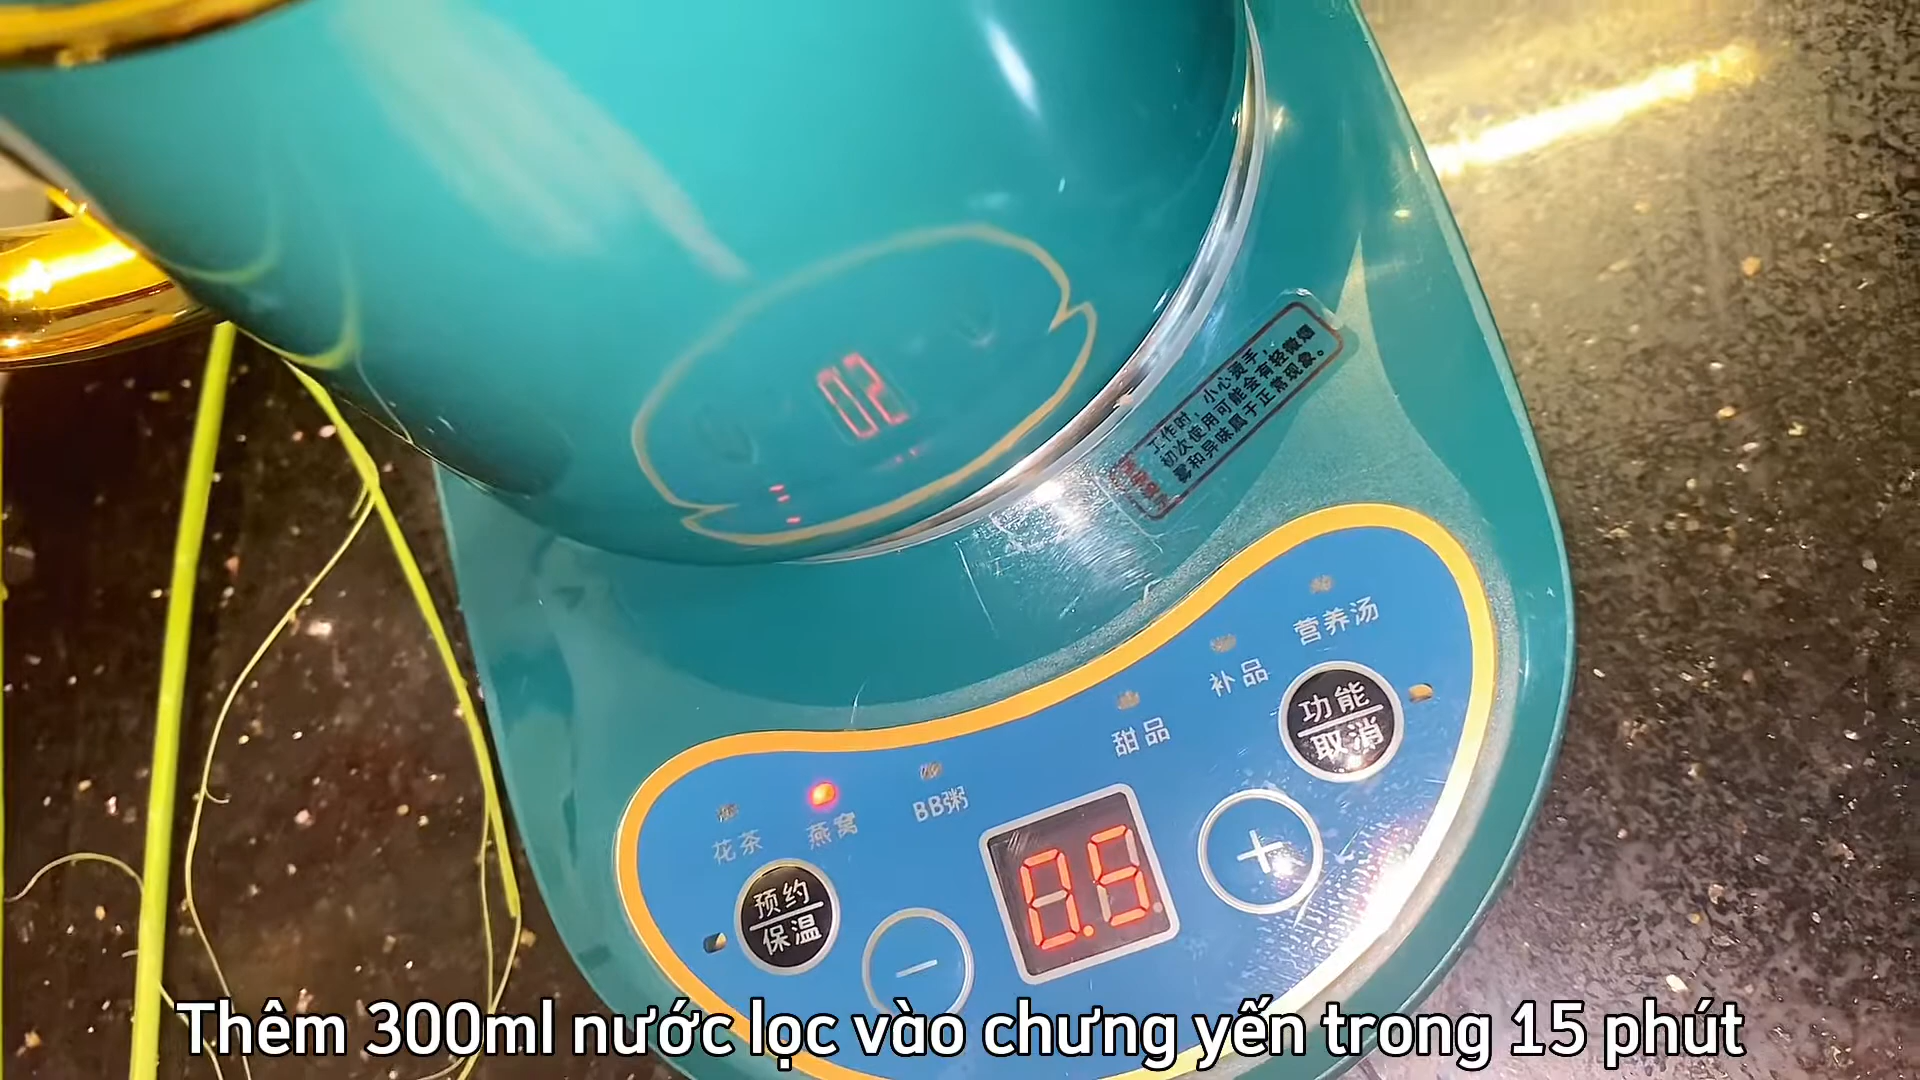 工作时，小心烫手，
初次使用可能会有轻微烟
雾和异味属于正常现象。
营养汤
补品
甜品
BB粥
燕窝
花茶
功能
取消
预约
保温
0.5
+
−
Thêm 300ml nước lọc vào chưng yến trong 15 phút